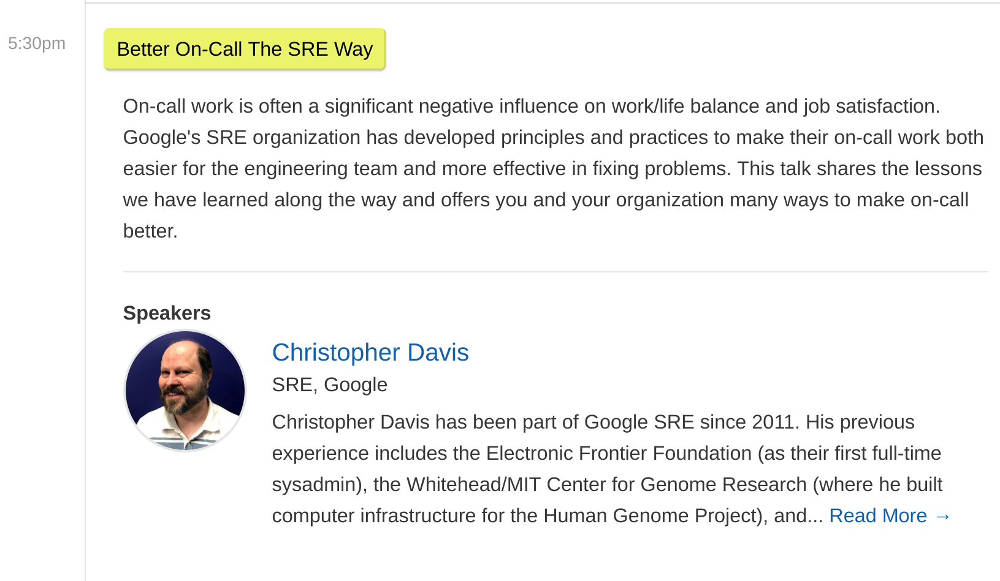 5:30pm
Better On-Call The SRE Way
On-call work is often a significant negative influence on work/life balance and job satisfaction.
Google's SRE organization has developed principles and practices to make their on-call work both
easier for the engineering team and more effective in fixing problems. This talk shares the lessons
we have learned along the way and offers you and your organization many ways to make on-call
better.
Speakers
Christopher Davis
SRE, Google
Christopher Davis has been part of Google SRE since 2011. His previous
experience includes the Electronic Frontier Foundation (as their first full-time
sysadmin), the Whitehead/MIT Center for Genome Research (where he built
computer infrastructure for the Human Genome Project), and... Read More →